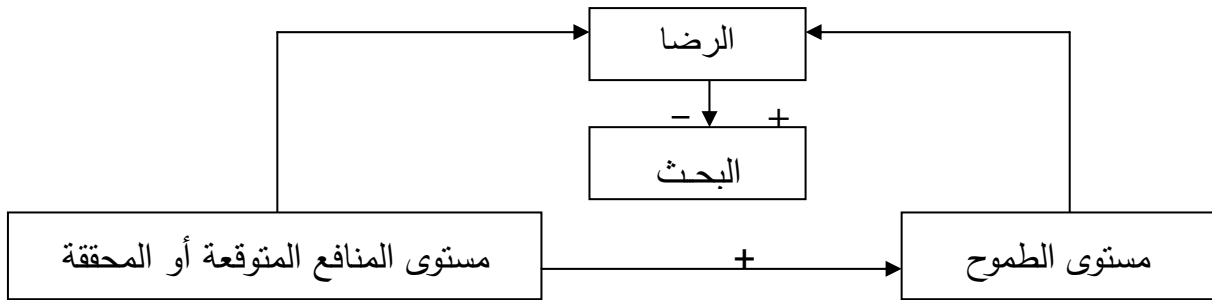 الرضا
− +
البحث
مستوى الطموح + مستوى المنافع المتوقعة أو المحققة